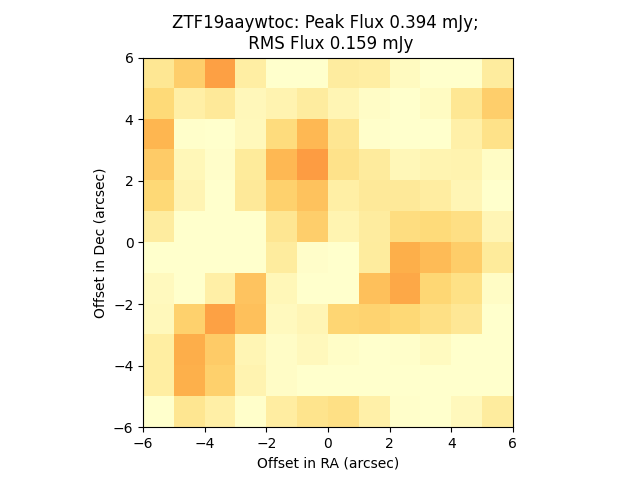 ZTF19aaywtoc: Peak Flux 0.394 mJy;
RMS Flux 0.159 mJy
6
4
2
0
−2
−4
−6
Offset in Dec (arcsec)
−6 −4 −2 0 2 4 6
Offset in RA (arcsec)